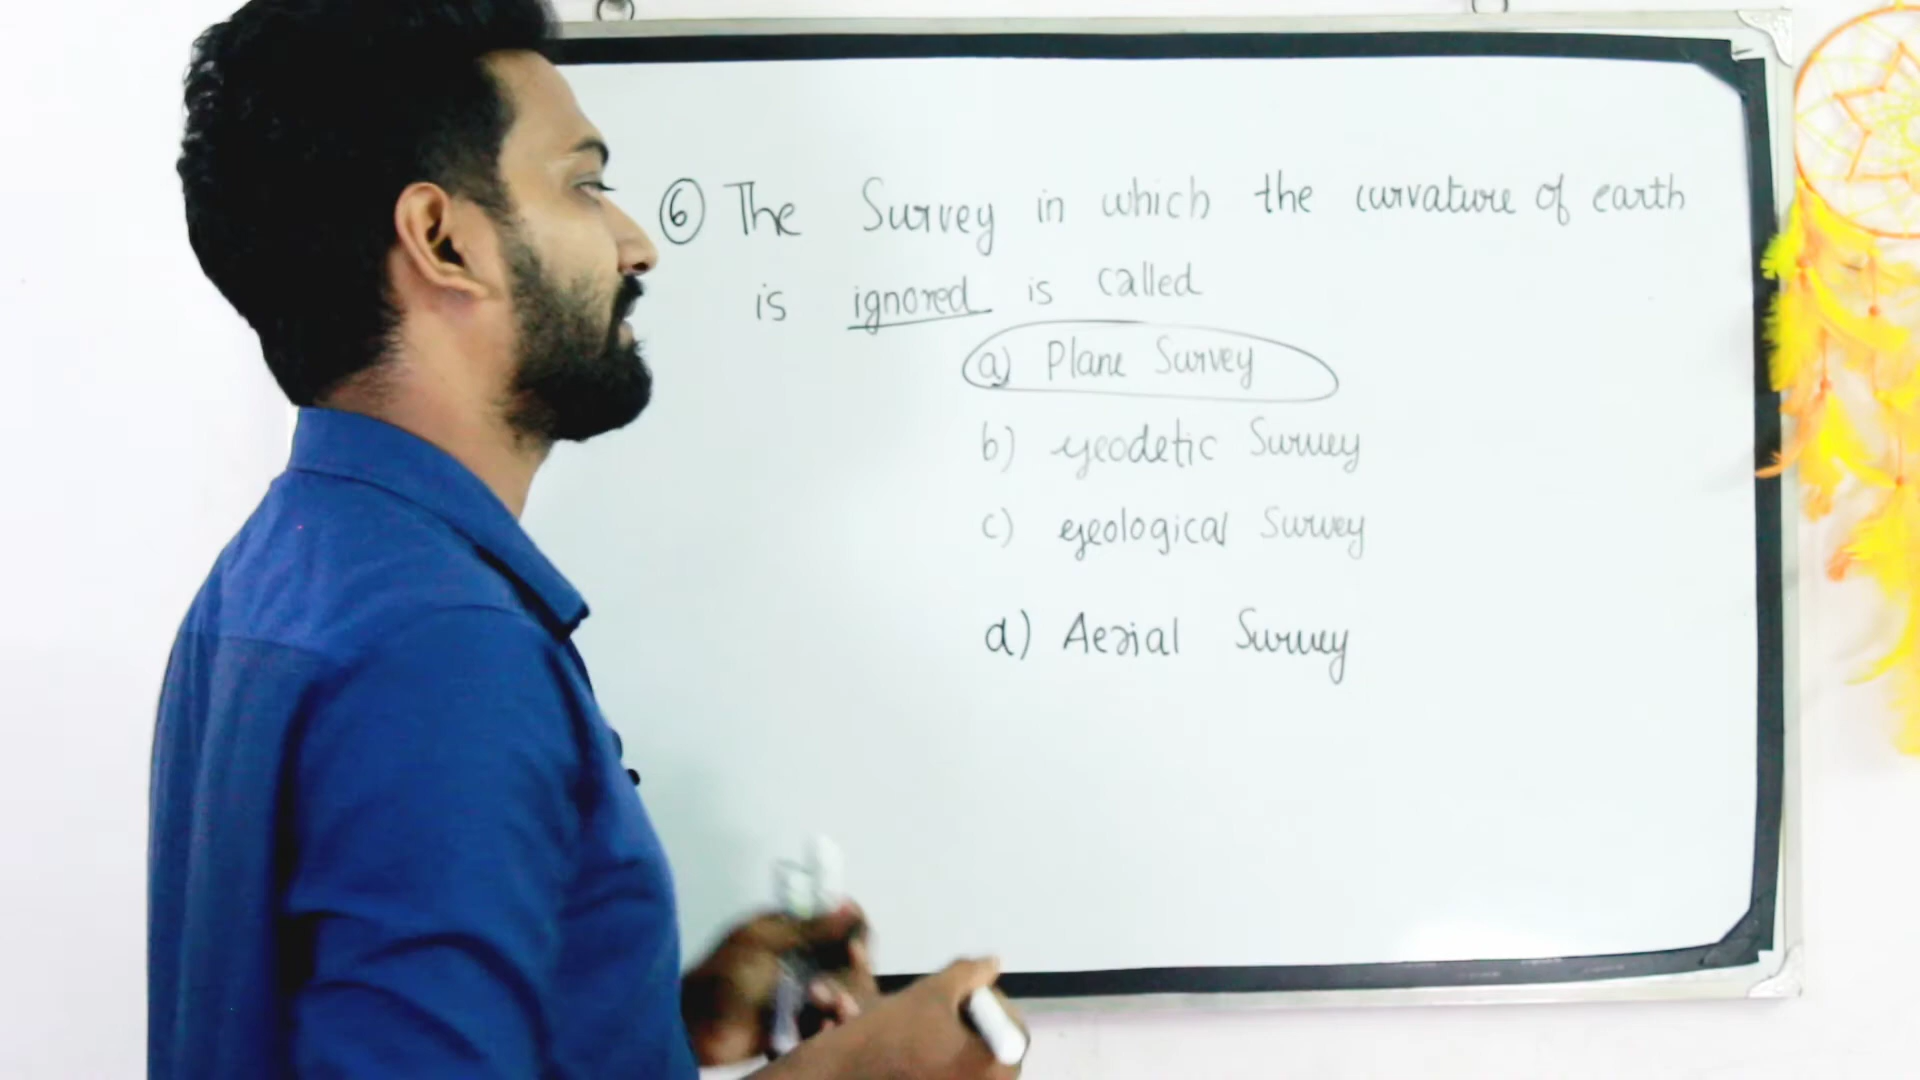 ⑥ The Survey in which the curvature of earth
is ignored is called
a) Plane Survey
b) geodetic Survey
c) geological Survey
d) Aerial Survey